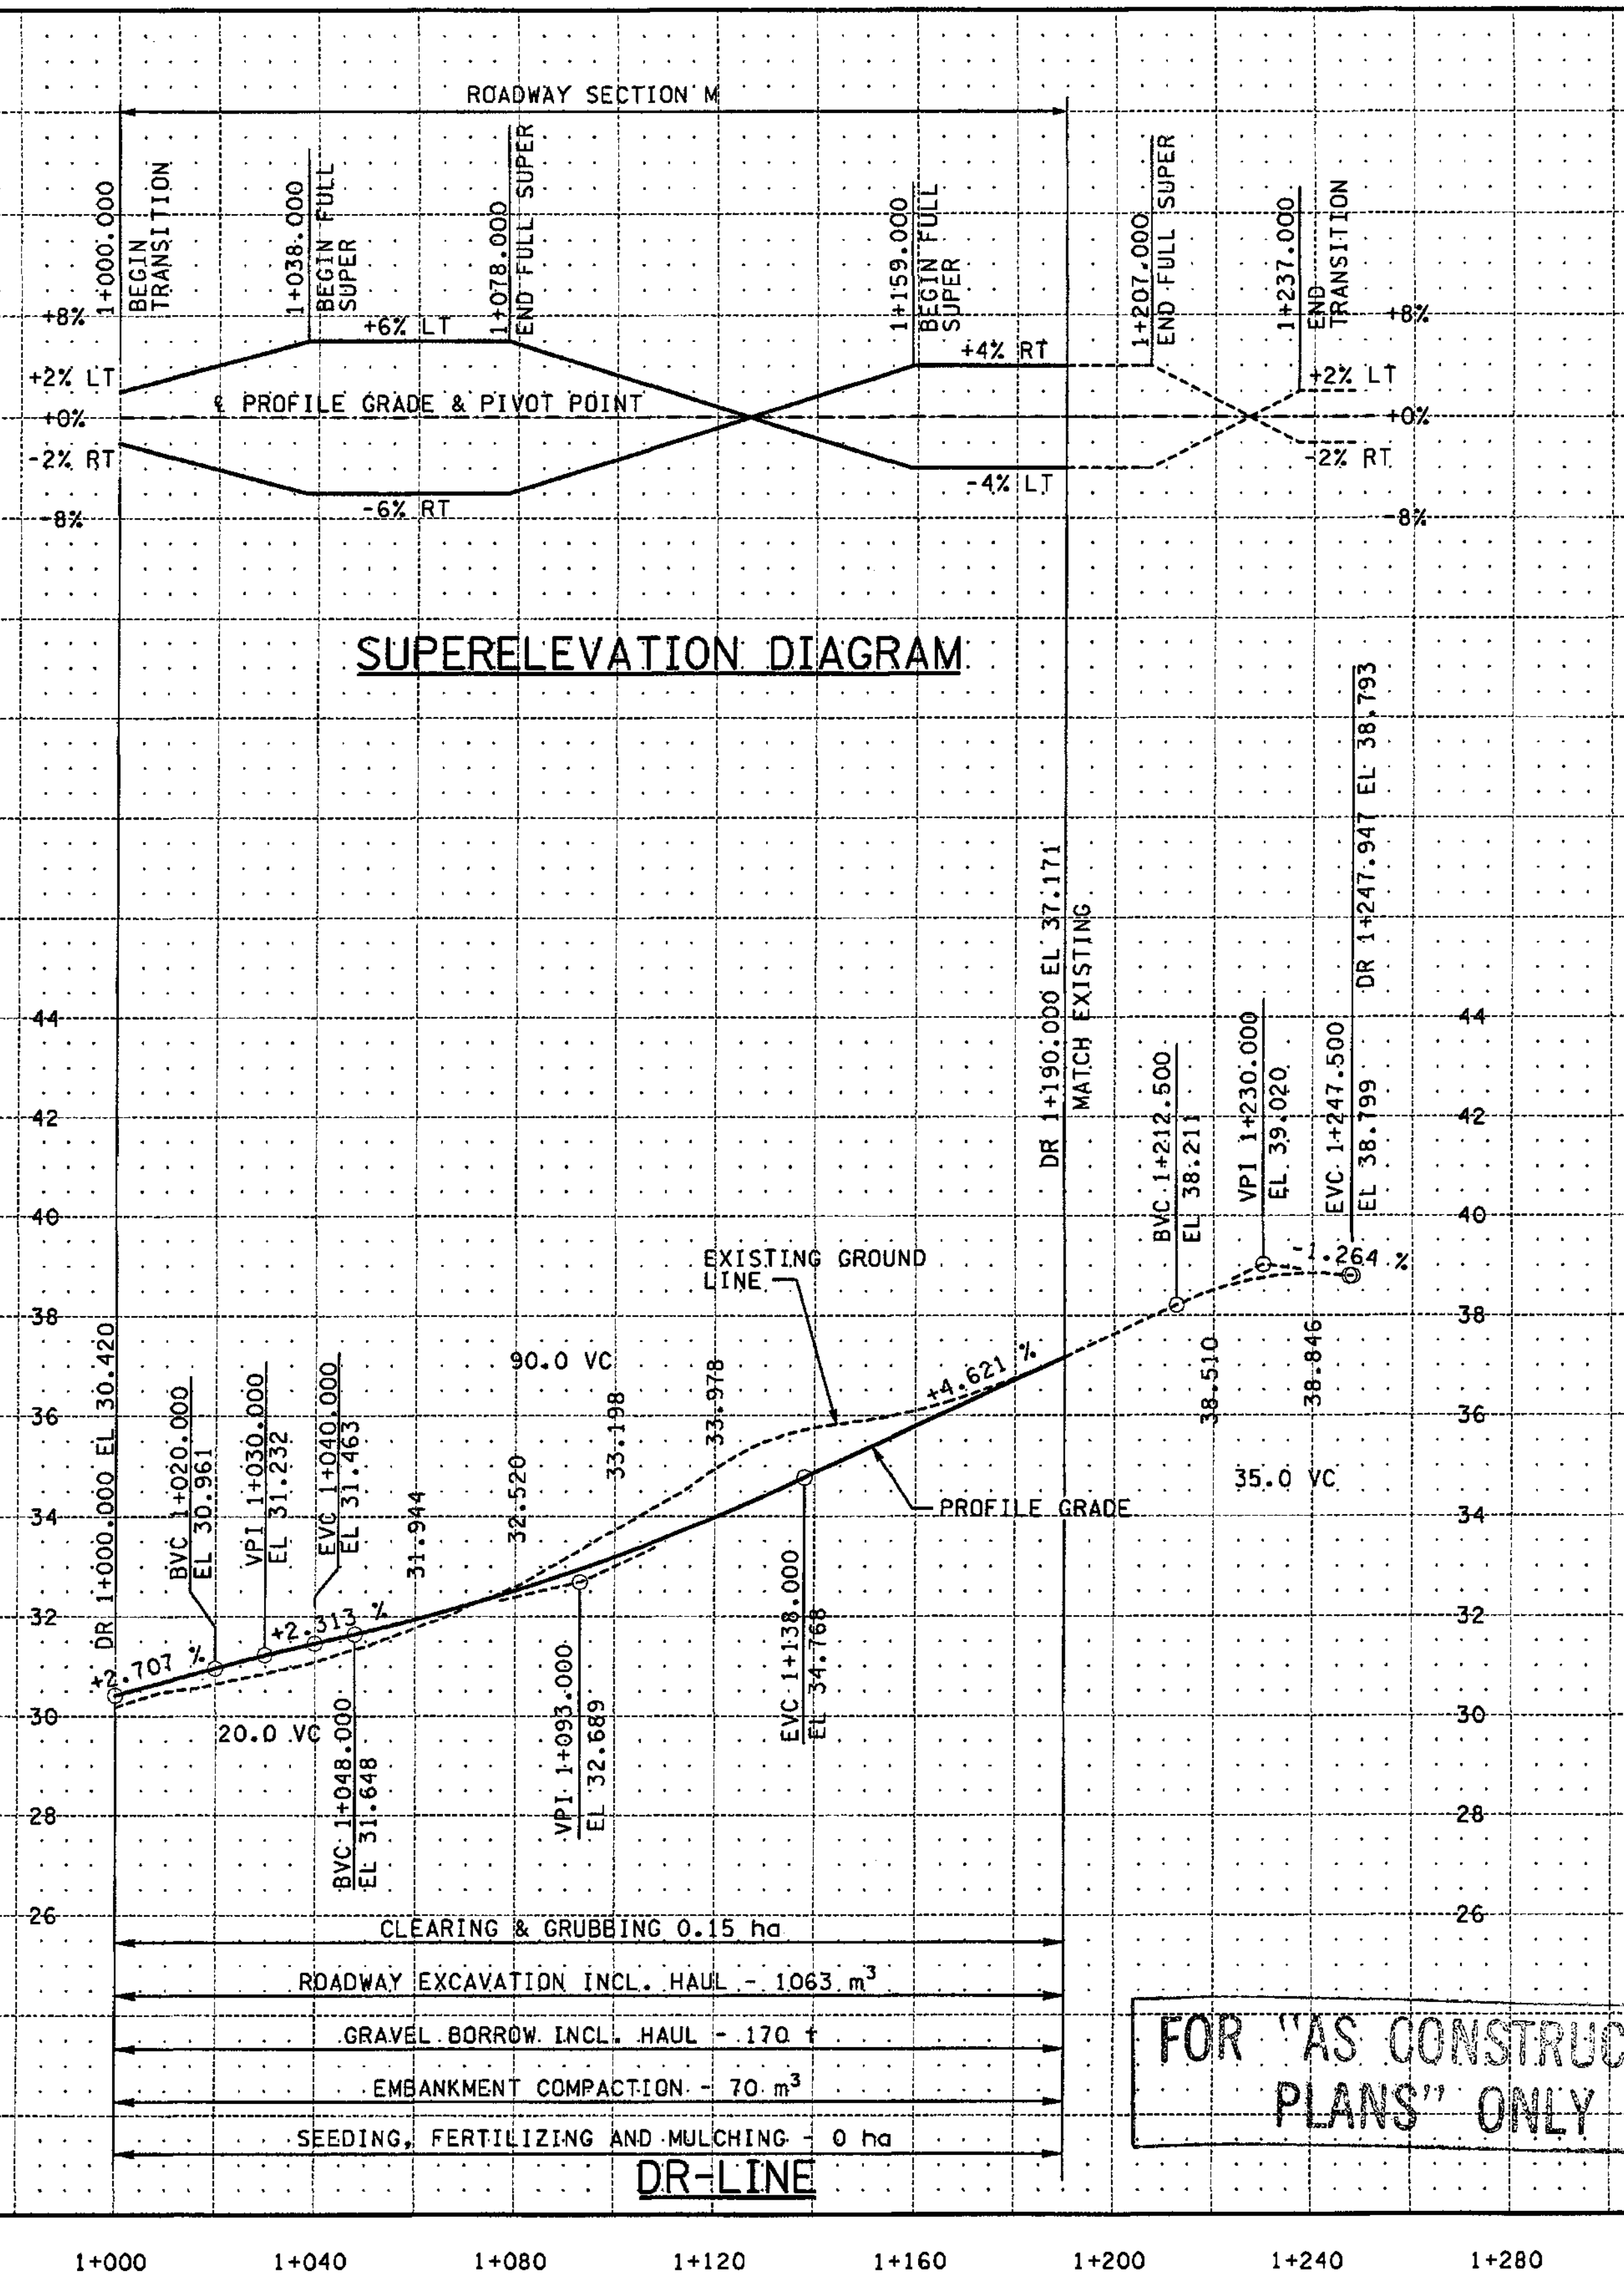 ROADWAY SECTION M
1+000.000
BEGIN
TRANSITION
1+038.000
BEGIN FULL
SUPER
1+078.000
END FULL SUPER
1+159.000
BEGIN FULL
SUPER
1+207.000
END FULL SUPER
1+237.000
END
TRANSITION
+8%
+8%
+6% LT
+4% RT
+2% LT
+2% LT
℄ PROFILE GRADE & PIVOT POINT
+0%
+0%
-2% RT
-2% RT
-4% LT
-6% RT
-8%
-8%
SUPERELEVATION DIAGRAM
DR 1+247.947 EL 38.793
DR 1+190.000 EL 37.171
MATCH EXISTING
44
44
42
42
40
40
38
38
36
36
34
34
32
32
30
30
28
28
26
26
BVC 1+212.500
EL 38.211
VPI 1+230.000
EL 39.020
EVC 1+247.500
EL 38.799
-1.264 %
EXISTING GROUND
LINE
DR 1+000.000 EL 30.420
BVC 1+020.000
EL 30.961
VPI 1+030.000
EL 31.232
EVC 1+040.000
EL 31.463
31.944
32.520
90.0 VC
33.198
33.978
+4.621 %
38.510
38.846
35.0 VC
PROFILE GRADE
+2.707 %
+2.313 %
20.0 VC
BVC 1+048.000
EL 31.648
VPI 1+093.000
EL 32.689
EVC 1+138.000
EL 34.768
CLEARING & GRUBBING 0.15 ha
ROADWAY EXCAVATION INCL. HAUL - 1063 m³
GRAVEL BORROW INCL. HAUL - 170 t
EMBANKMENT COMPACTION - 70 m³
SEEDING, FERTILIZING AND MULCHING - 0 ha
DR-LINE
FOR "AS CONSTRUC
PLANS" ONLY
1+000
1+040
1+080
1+120
1+160
1+200
1+240
1+280